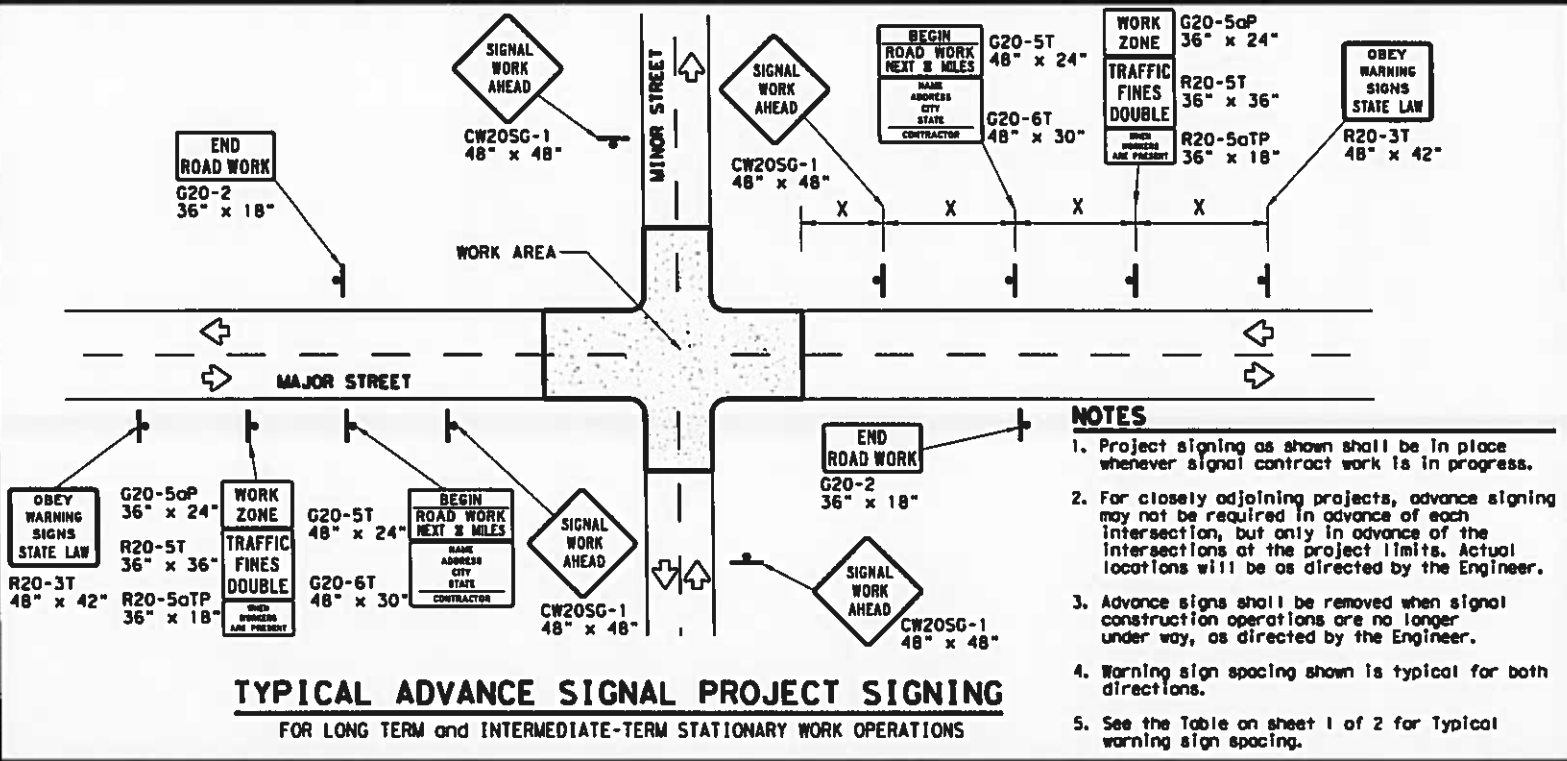 SIGNAL
WORK
AHEAD
CW20SG-1
48" x 48"
MINOR STREET
END
ROAD WORK
G20-2
36" x 18"
WORK AREA
SIGNAL
WORK
AHEAD
CW20SG-1
48" x 48"
BEGIN
ROAD WORK
NEXT X MILES
NAME
ADDRESS
CITY
STATE
CONTRACTOR
G20-5T
48" x 24"
G20-6T
48" x 30"
WORK
ZONE
TRAFFIC
FINES
DOUBLE
WHEN
WORKERS
ARE PRESENT
G20-5aP
36" x 24"
R20-5T
36" x 36"
R20-5aTP
36" x 18"
OBEY
WARNING
SIGNS
STATE LAW
R20-3T
48" x 42"
X X X X
MAJOR STREET
OBEY
WARNING
SIGNS
STATE LAW
R20-3T
48" x 42"
G20-5aP
36" x 24"
R20-5T
36" x 36"
R20-5aTP
36" x 18"
WORK
ZONE
TRAFFIC
FINES
DOUBLE
WHEN
WORKERS
ARE PRESENT
G20-5T
48" x 24"
G20-6T
48" x 30"
BEGIN
ROAD WORK
NEXT X MILES
NAME
ADDRESS
CITY
STATE
CONTRACTOR
SIGNAL
WORK
AHEAD
CW20SG-1
48" x 48"
END
ROAD WORK
G20-2
36" x 18"
SIGNAL
WORK
AHEAD
CW20SG-1
48" x 48"
TYPICAL ADVANCE SIGNAL PROJECT SIGNING
FOR LONG TERM and INTERMEDIATE-TERM STATIONARY WORK OPERATIONS
NOTES
1. Project signing as shown shall be in place
whenever signal contract work is in progress.
2. For closely adjoining projects, advance signing
may not be required in advance of each
intersection, but only in advance of the
intersections at the project limits. Actual
locations will be as directed by the Engineer.
3. Advance signs shall be removed when signal
construction operations are no longer
under way, as directed by the Engineer.
4. Warning sign spacing shown is typical for both
directions.
5. See the Table on sheet 1 of 2 for Typical
warning sign spacing.